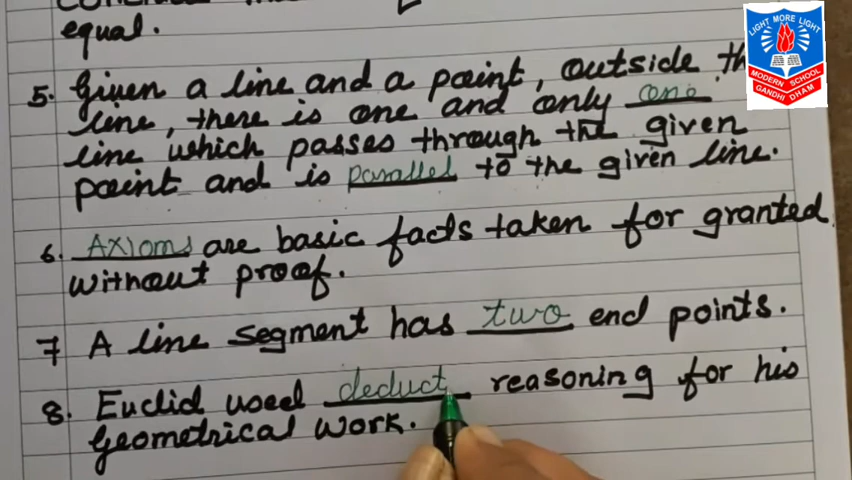 equal.
5. Given a line and a point, outside th
line, there is one and only one
line which passes through the given
point and is parallel to the given line.
6. Axioms are basic facts taken for granted
without proof.
7 A line segment has two end points.
8. Euclid used deduct reasoning for his
Geometrical work.
LIGHT MORE LIGHT
MODERN SCHOOL
GANDHI DHAM